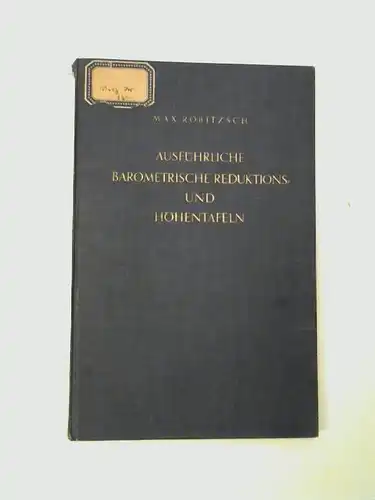 MAX ROBITZSCH
AUSFÜHRLICHE
BAROMETRISCHE REDUKTIONS-
UND
HÖHENTAFELN